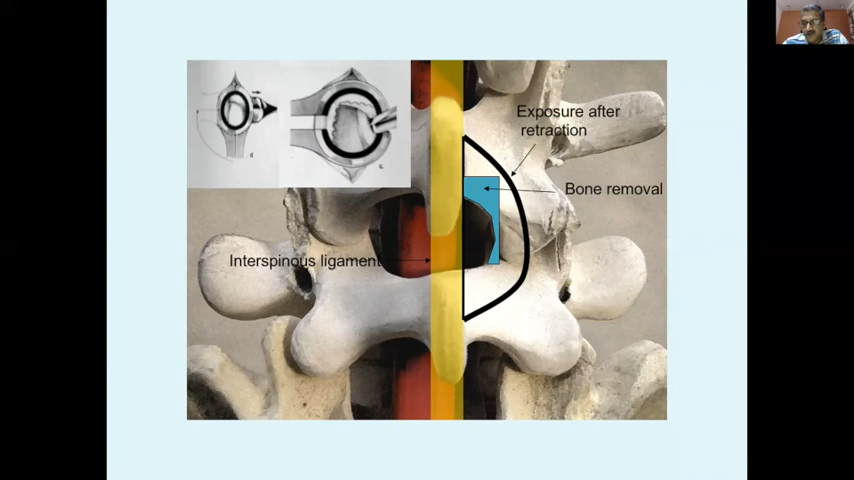 Exposure after
retraction
Bone removal
Interspinous ligament
d
c